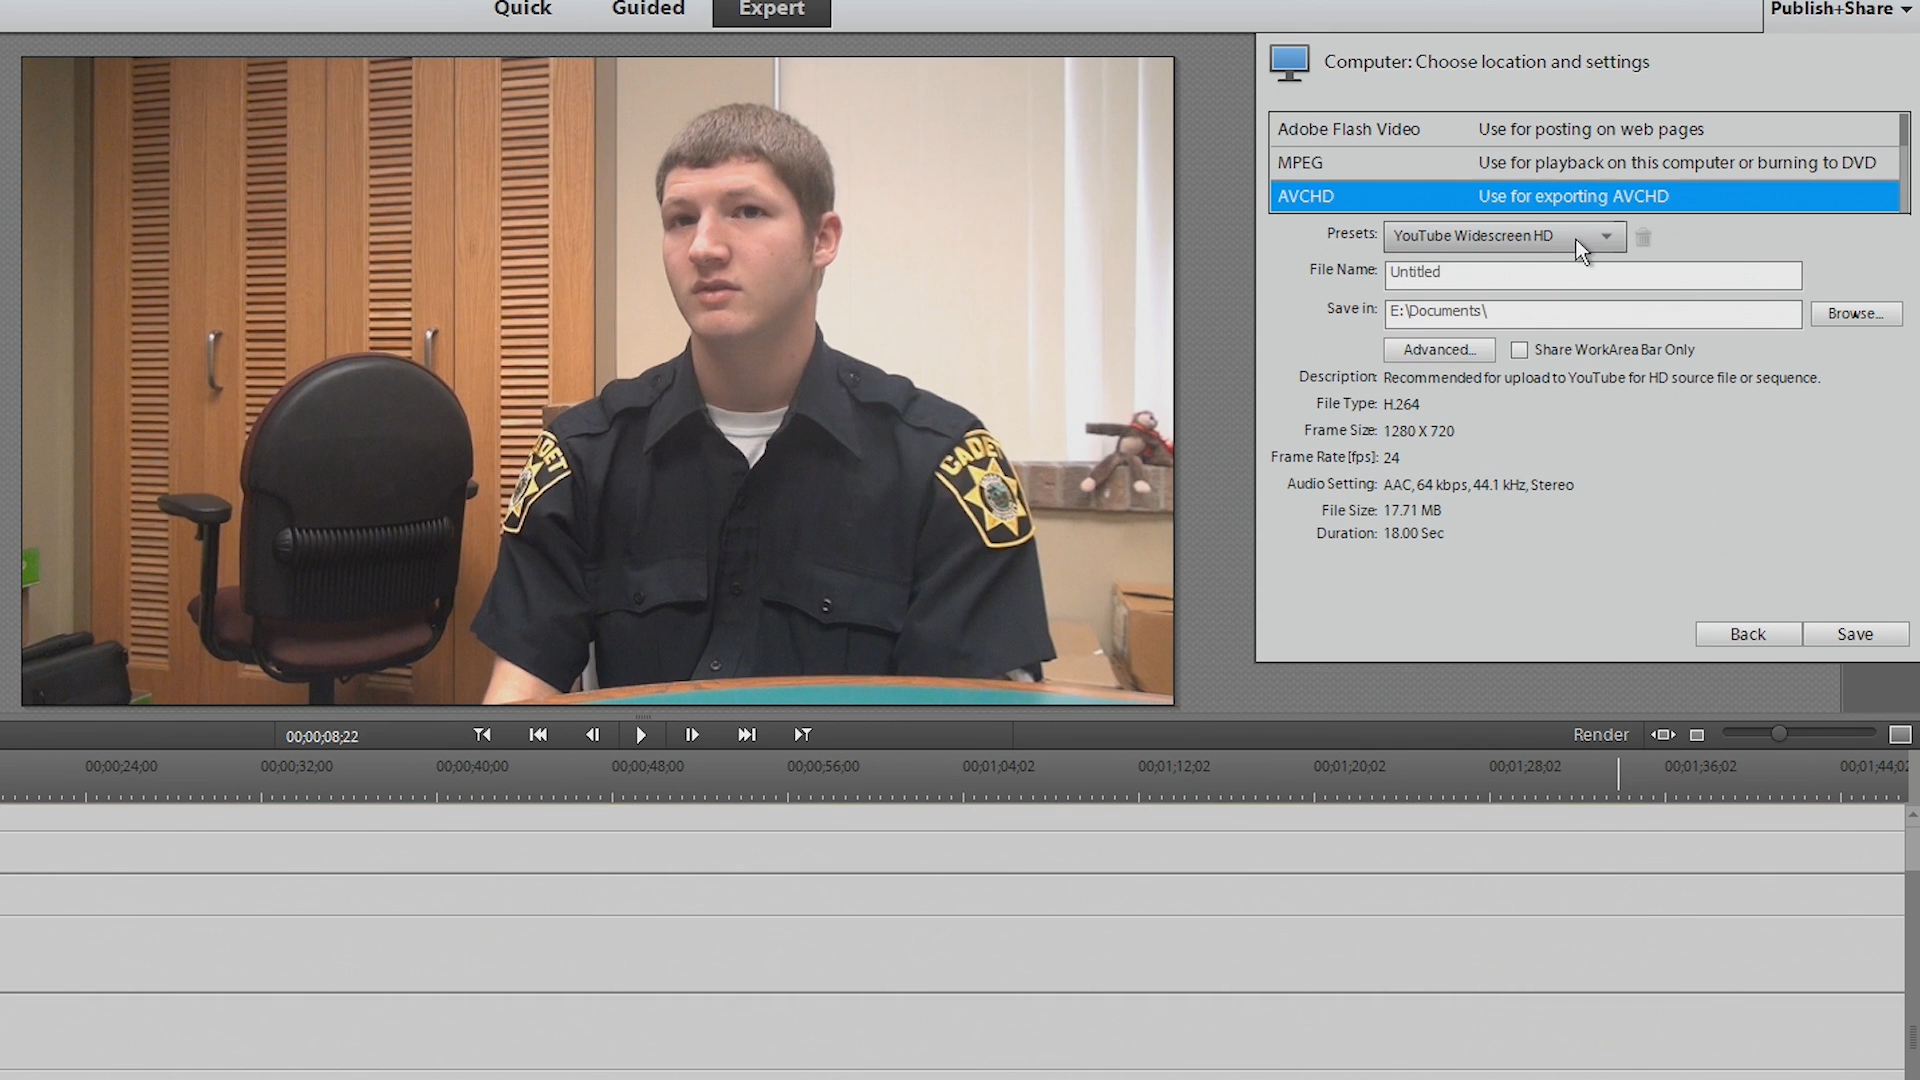 Quick Guided Expert Publish+Share
Computer: Choose location and settings
Adobe Flash Video Use for posting on web pages
MPEG Use for playback on this computer or burning to DVD
AVCHD Use for exporting AVCHD
Presets: YouTube Widescreen HD
File Name: Untitled
Save in: E:\Documents\ Browse...
Advanced... Share WorkArea Bar Only
Description: Recommended for upload to YouTube for HD source file or sequence.
File Type: H.264
Frame Size: 1280 X 720
Frame Rate[fps]: 24
Audio Setting: AAC, 64 kbps, 44.1 kHz, Stereo
File Size: 17.71 MB
Duration: 18.00 Sec
Back Save
CADET
CADET
00;00;08;22 Render
00;00;24;00 00;00;32;00 00;00;40;00 00;00;48;00 00;00;56;00 00;01;04;02 00;01;12;02 00;01;20;02 00;01;28;02 00;01;36;02 00;01;44;02